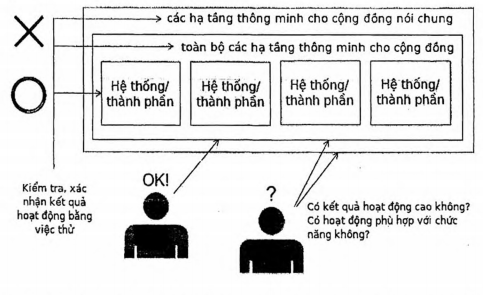 các hạ tầng thông minh cho cộng đồng nói chung
toàn bộ các hạ tầng thông minh cho cộng đồng
Hệ thống/
thành phần
Hệ thống/
thành phần
Hệ thống/
thành phần
Hệ thống/
thành phần
Kiểm tra, xác
nhận kết quả
hoạt động bằng
việc thử
OK!
?
Có kết quả hoạt động cao không?
Có hoạt động phù hợp với chức
năng không?